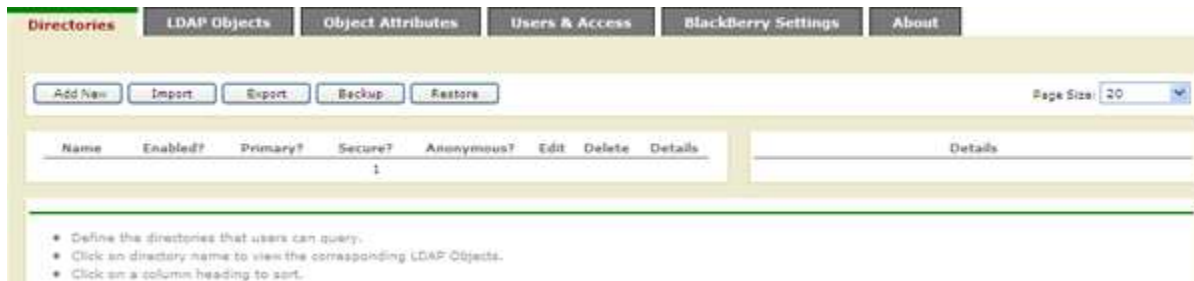 Directories LDAP Objects Object Attributes Users & Access BlackBerry Settings About
Add New Import Export Backup Restore Page Size: 20
Name Enabled? Primary? Secure? Anonymous? Edit Delete Details Details
1
• Define the directories that users can query.
• Click on directory name to view the corresponding LDAP Objects.
• Click on a column heading to sort.